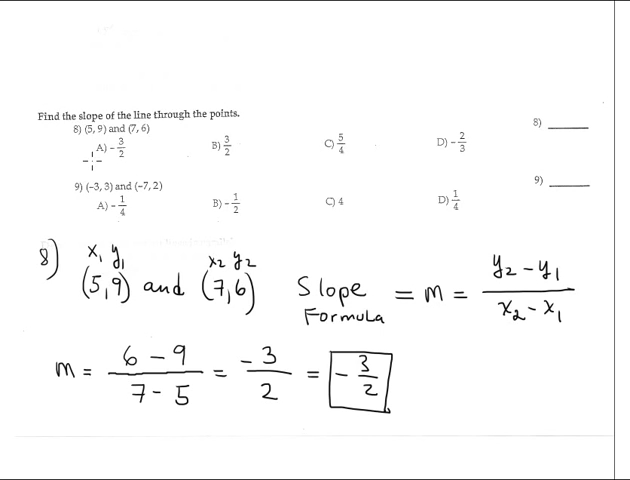 Find the slope of the line through the points.
8) (5, 9) and (7, 6)
8) ______
A) -3/2 B) 3/2 C) 5/4 D) -2/3
9) (-3, 3) and (-7, 2)
9) ______
A) -1/4 B) -1/2 C) 4 D) 1/4
8) (5,9) and (7,6) Slope Formula = m = y2 - y1 / x2 - x1
x1 y1 x2 y2
m = 6 - 9 / 7 - 5 = -3/2 = -3/2